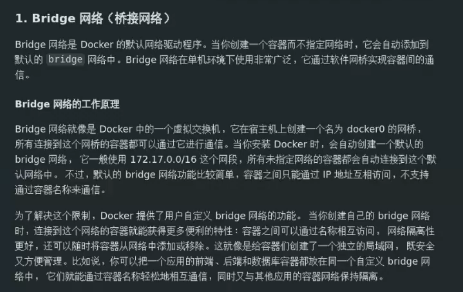 1. Bridge 网络（桥接网络）
Bridge 网络是 Docker 的默认网络驱动程序。当你创建一个容器而不指定网络时，它会自动添加到
默认的 bridge 网络中。Bridge 网络在单机环境下使用非常广泛，它通过软件网桥实现容器间的通
信。
Bridge 网络的工作原理
Bridge 网络就像是 Docker 中的一个虚拟交换机，它在宿主机上创建一个名为 docker0 的网桥，
所有连接到这个网桥的容器都可以通过它进行通信。当你安装 Docker 时，会自动创建一个默认的
bridge 网络， 它一般使用 172.17.0.0/16 这个网段，所有未指定网络的容器都会自动连接到这个默
认网络中。 不过，默认的 bridge 网络功能比较简单，容器之间只能通过 IP 地址互相访问，不支持
通过容器名称来通信。
为了解决这个限制，Docker 提供了用户自定义 bridge 网络的功能。 当你创建自己的 bridge 网络
时，连接到这个网络的容器就能获得更多便利的特性：容器之间可以通过名称相互访问， 网络隔离性
更好，还可以随时将容器从网络中添加或移除。这就像是给容器们创建了一个独立的局域网， 既安全
又方便管理。比如说，你可以把一个应用的前端、后端和数据库容器都放在同一个自定义 bridge 网
络中， 它们就能通过容器名称轻松地相互通信，同时又与其他应用的容器网络保持隔离。